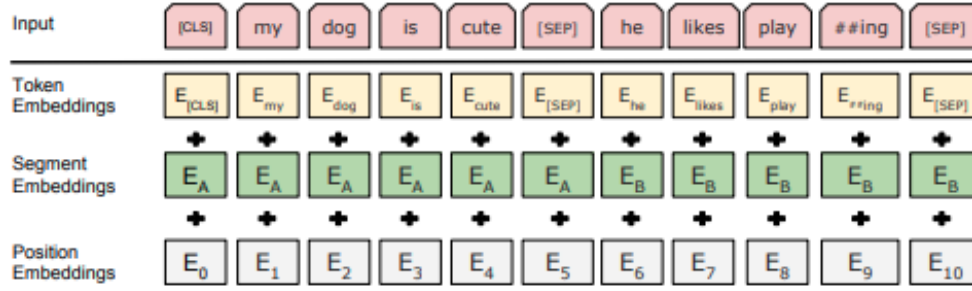 Input [CLS] my dog is cute [SEP] he likes play ##ing [SEP]
Token Embeddings E[CLS] Emy Edog Eis Ecute E[SEP] Ehe Elikes Eplay E##ing E[SEP]
Segment Embeddings EA EA EA EA EA EA EB EB EB EB EB
Position Embeddings E0 E1 E2 E3 E4 E5 E6 E7 E8 E9 E10